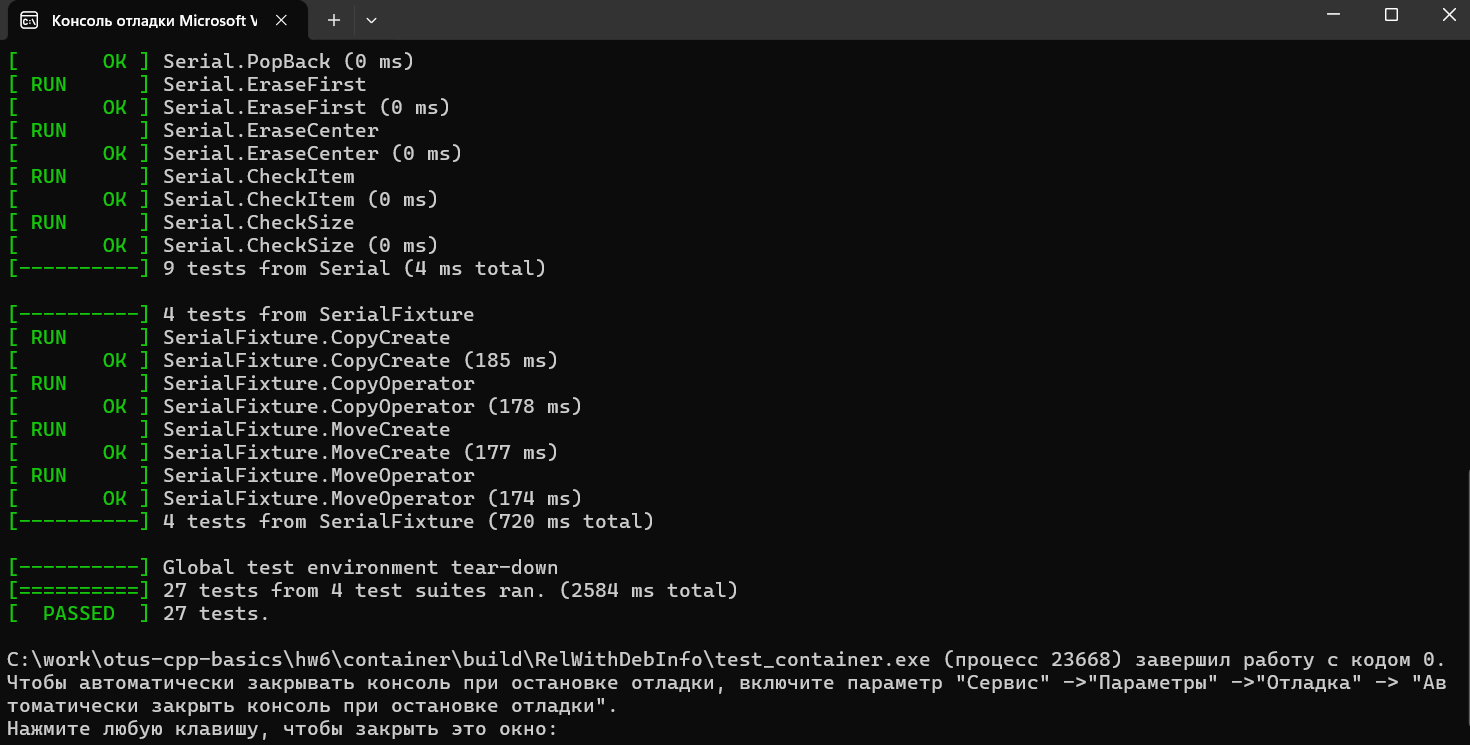 Консоль отладки Microsoft V
[       OK ] Serial.PopBack (0 ms)
[ RUN      ] Serial.EraseFirst
[       OK ] Serial.EraseFirst (0 ms)
[ RUN      ] Serial.EraseCenter
[       OK ] Serial.EraseCenter (0 ms)
[ RUN      ] Serial.CheckItem
[       OK ] Serial.CheckItem (0 ms)
[ RUN      ] Serial.CheckSize
[       OK ] Serial.CheckSize (0 ms)
[----------] 9 tests from Serial (4 ms total)
[----------] 4 tests from SerialFixture
[ RUN      ] SerialFixture.CopyCreate
[       OK ] SerialFixture.CopyCreate (185 ms)
[ RUN      ] SerialFixture.CopyOperator
[       OK ] SerialFixture.CopyOperator (178 ms)
[ RUN      ] SerialFixture.MoveCreate
[       OK ] SerialFixture.MoveCreate (177 ms)
[ RUN      ] SerialFixture.MoveOperator
[       OK ] SerialFixture.MoveOperator (174 ms)
[----------] 4 tests from SerialFixture (720 ms total)
[----------] Global test environment tear-down
[==========] 27 tests from 4 test suites ran. (2584 ms total)
[  PASSED  ] 27 tests.
C:\work\otus-cpp-basics\hw6\container\build\RelWithDebInfo\test_container.exe (процесс 23668) завершил работу с кодом 0.
Чтобы автоматически закрывать консоль при остановке отладки, включите параметр "Сервис" ->"Параметры" ->"Отладка" -> "Ав
томатически закрыть консоль при остановке отладки".
Нажмите любую клавишу, чтобы закрыть это окно: